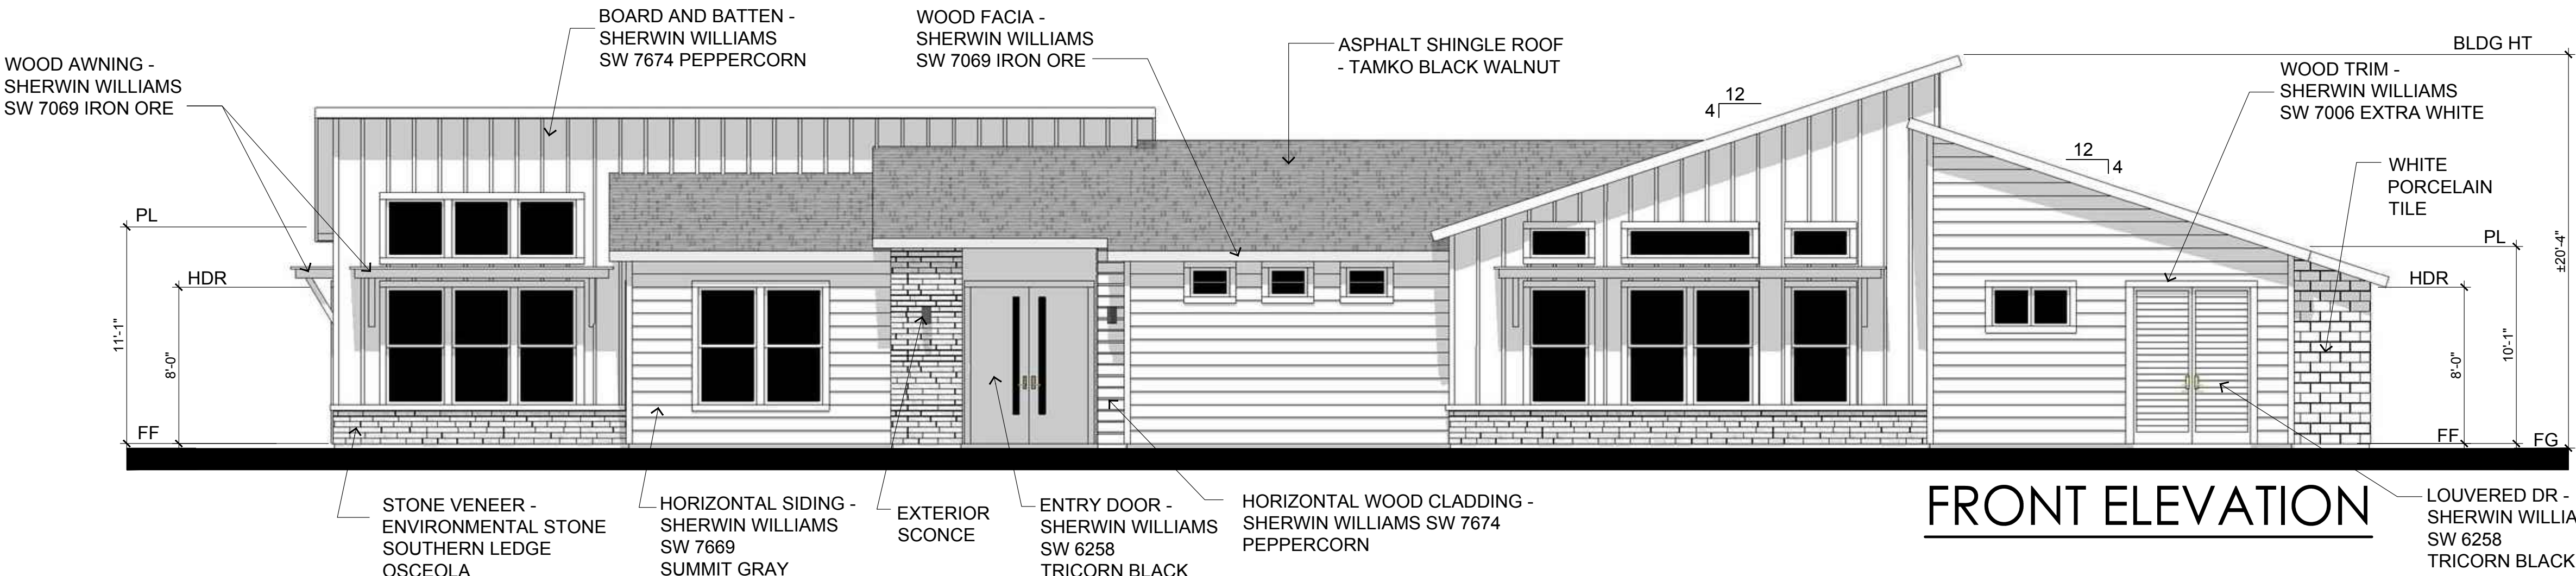 BOARD AND BATTEN -
SHERWIN WILLIAMS
SW 7674 PEPPERCORN
WOOD FACIA -
SHERWIN WILLIAMS
SW 7069 IRON ORE
ASPHALT SHINGLE ROOF
- TAMKO BLACK WALNUT
BLDG HT
WOOD AWNING -
SHERWIN WILLIAMS
SW 7069 IRON ORE
WOOD TRIM -
SHERWIN WILLIAMS
SW 7006 EXTRA WHITE
12
4
12
4
WHITE
PORCELAIN
TILE
PL
HDR
11'-1"
8'-0"
FF
PL
HDR
±20'-4"
10'-1"
8'-0"
FF
FG
STONE VENEER -
ENVIRONMENTAL STONE
SOUTHERN LEDGE
OSCEOLA
HORIZONTAL SIDING -
SHERWIN WILLIAMS
SW 7669
SUMMIT GRAY
EXTERIOR
SCONCE
ENTRY DOOR -
SHERWIN WILLIAMS
SW 6258
TRICORN BLACK
HORIZONTAL WOOD CLADDING -
SHERWIN WILLIAMS SW 7674
PEPPERCORN
FRONT ELEVATION
LOUVERED DR -
SHERWIN WILLIA
SW 6258
TRICORN BLACK